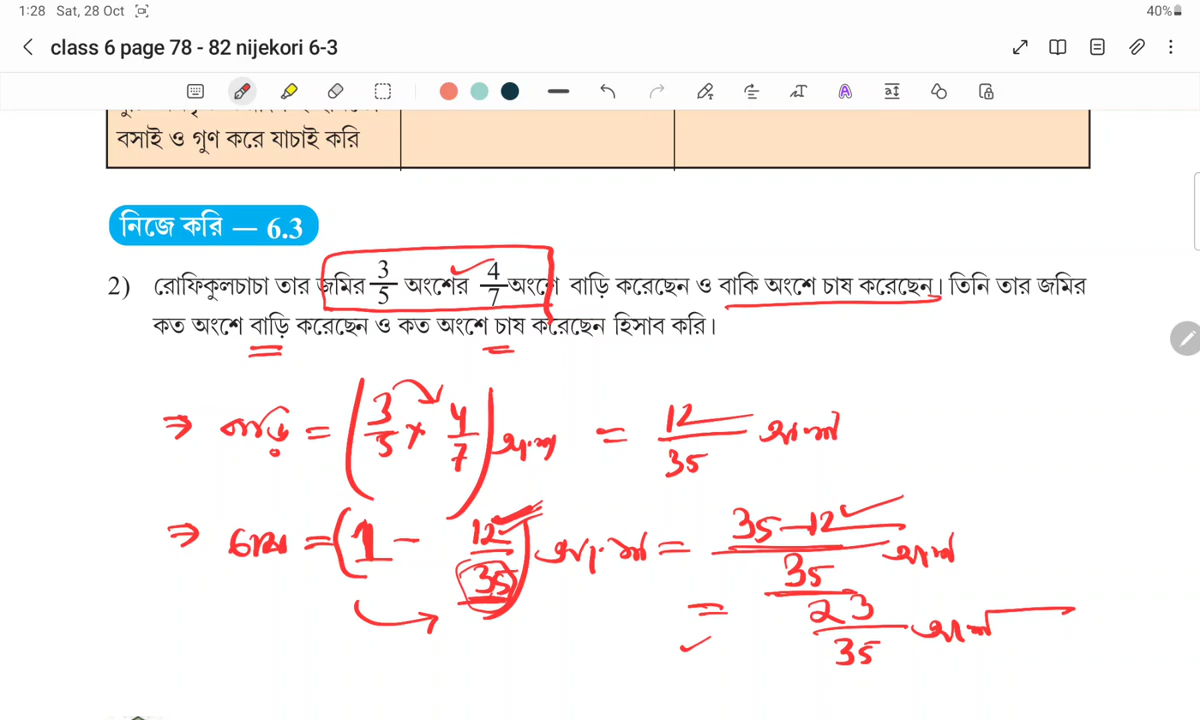 1:28 Sat, 28 Oct
40%
class 6 page 78 - 82 nijekori 6-3
বসাই ও গুণ করে যাচাই করি
নিজে করি — 6.3
2) রোফিকুলচাচা তার জমির 3/5 অংশের 4/7 অংশে বাড়ি করেছেন ও বাকি অংশে চাষ করেছেন। তিনি তার জমির
কত অংশে বাড়ি করেছেন ও কত অংশে চাষ করেছেন হিসাব করি।
⇒ বাড়ি = (3/5 × 4/7) অংশ = 12/35 অংশ
⇒ চাষ = (1 - 12/35) অংশ = 35-12/35 অংশ
= 23/35 অংশ